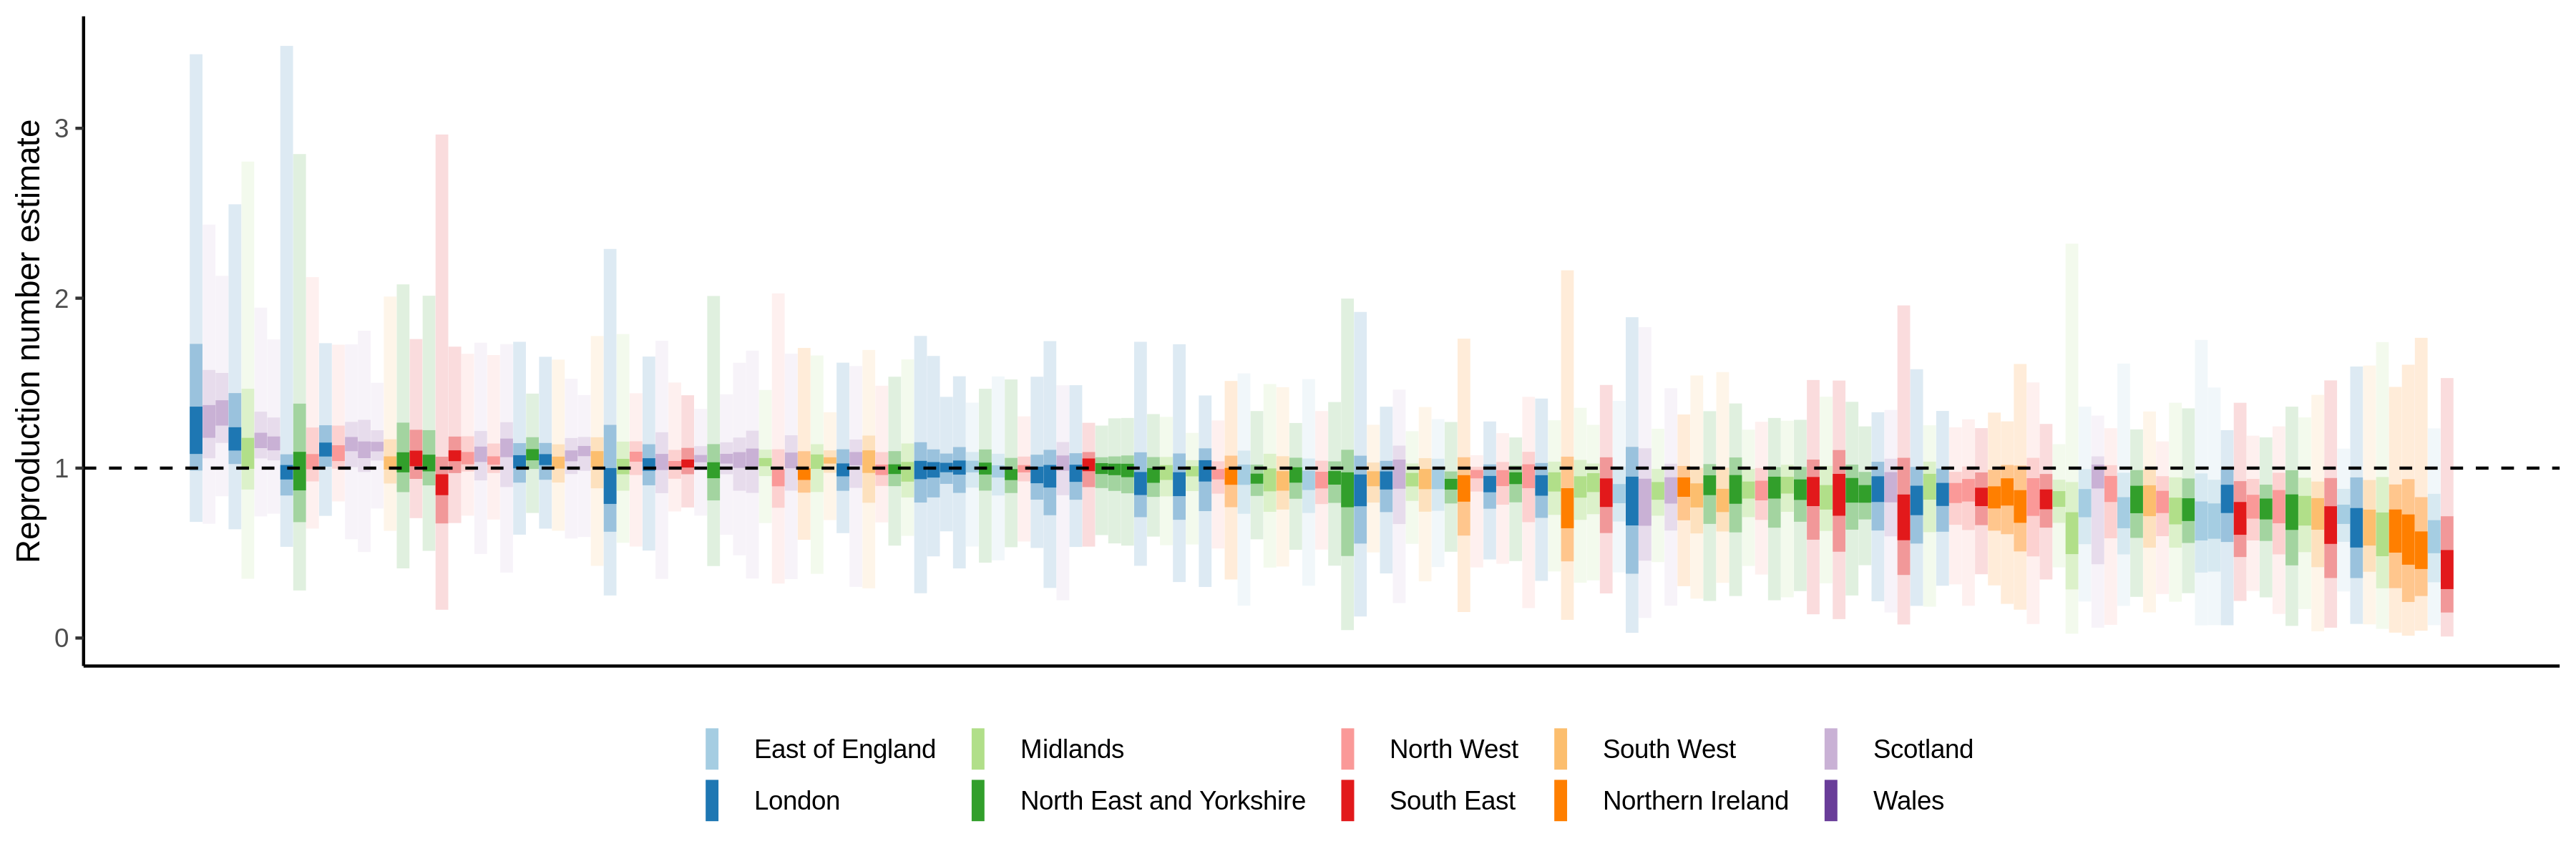 Reproduction number estimate
3
2
1
0
East of England
Midlands
North West
South West
Scotland
London
North East and Yorkshire
South East
Northern Ireland
Wales